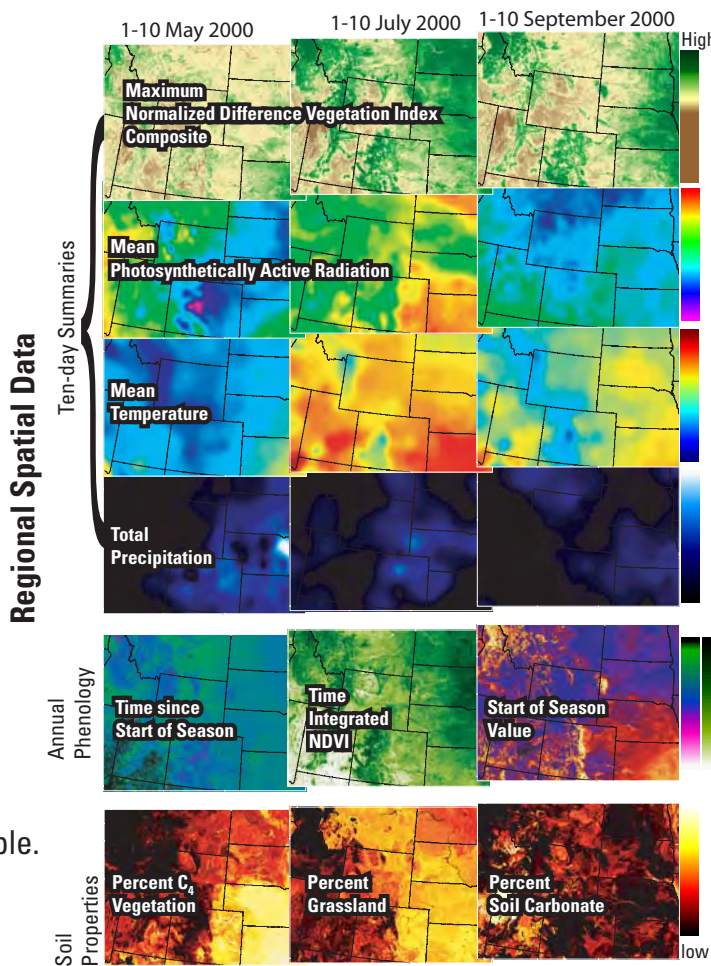 1-10 May 2000
1-10 July 2000
1-10 September 2000
High
Maximum
Normalized Difference Vegetation Index
Composite
Mean
Photosynthetically Active Radiation
Mean
Temperature
Total
Precipitation
Ten-day Summaries
Regional Spatial Data
Time since
Start of Season
Time
Integrated
NDVI
Start of Season
Value
Annual
Phenology
ole.
Percent C₄
Vegetation
Percent
Grassland
Percent
Soil Carbonate
Soil
Properties
low